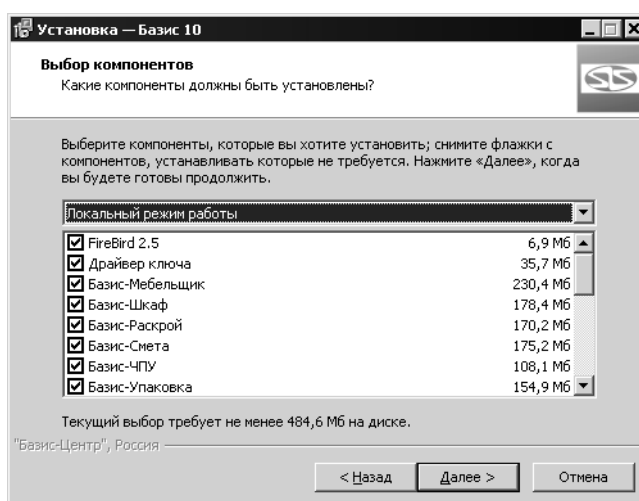 Установка — Базис 10
Выбор компонентов
Какие компоненты должны быть установлены?
Выберите компоненты, которые вы хотите установить; снимите флажки с
компонентов, устанавливать которые не требуется. Нажмите «Далее», когда
вы будете готовы продолжить.
Локальный режим работы
FireBird 2.5 6,9 Мб
Драйвер ключа 35,7 Мб
Базис-Мебельщик 230,4 Мб
Базис-Шкаф 178,4 Мб
Базис-Раскрой 170,2 Мб
Базис-Смета 175,2 Мб
Базис-ЧПУ 108,1 Мб
Базис-Упаковка 154,9 Мб
Текущий выбор требует не менее 484,6 Мб на диске.
"Базис-Центр", Россия
< Назад Далее > Отмена